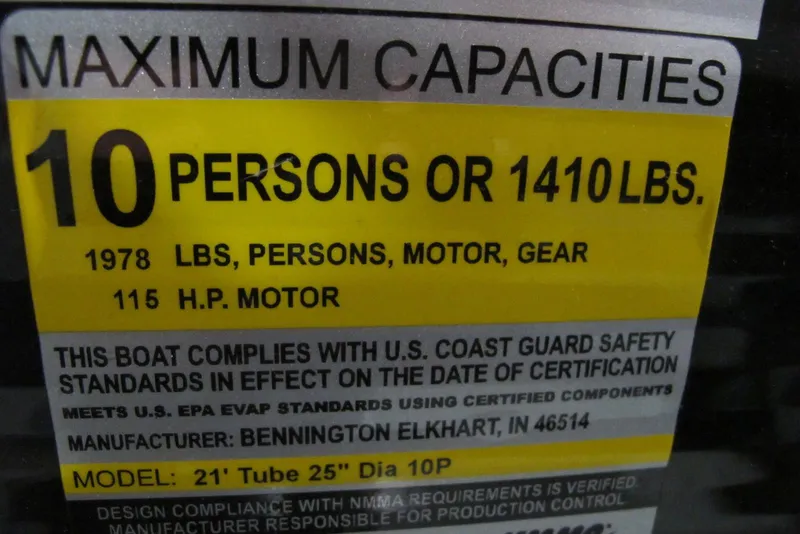 MAXIMUM CAPACITIES
10 PERSONS OR 1410 LBS.
1978 LBS, PERSONS, MOTOR, GEAR
115 H.P. MOTOR
THIS BOAT COMPLIES WITH U.S. COAST GUARD SAFETY
STANDARDS IN EFFECT ON THE DATE OF CERTIFICATION
MEETS U.S. EPA EVAP STANDARDS USING CERTIFIED COMPONENTS
MANUFACTURER: BENNINGTON ELKHART, IN 46514
MODEL: 21' Tube 25" Dia 10P
DESIGN COMPLIANCE WITH NMMA REQUIREMENTS IS VERIFIED.
MANUFACTURER RESPONSIBLE FOR PRODUCTION CONTROL